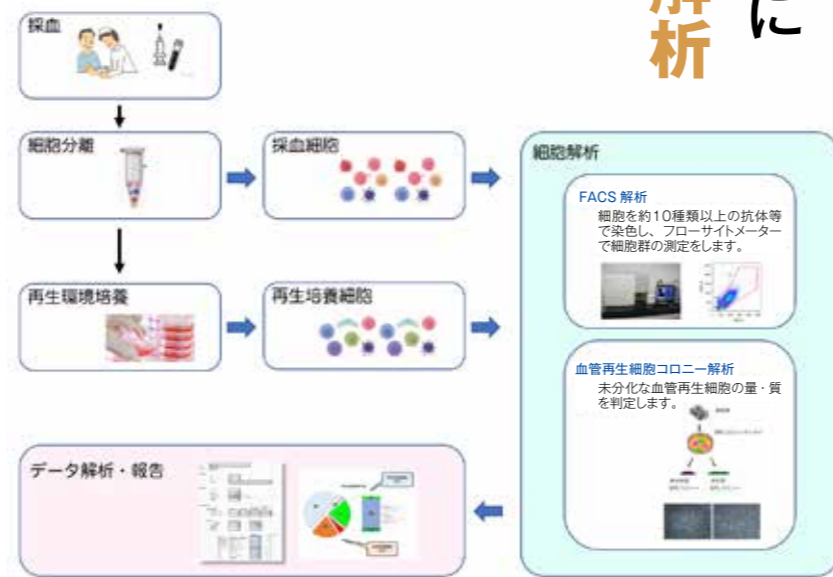 に
解析
採血
細胞分離
採血細胞
細胞解析
FACS 解析
細胞を約10種類以上の抗体等
で染色し、フローサイトメーター
で細胞群の測定をします。
再生環境培養
再生培養細胞
血管再生細胞コロニー解析
未分化な血管再生細胞の量・質
を判定します。
データ解析・報告